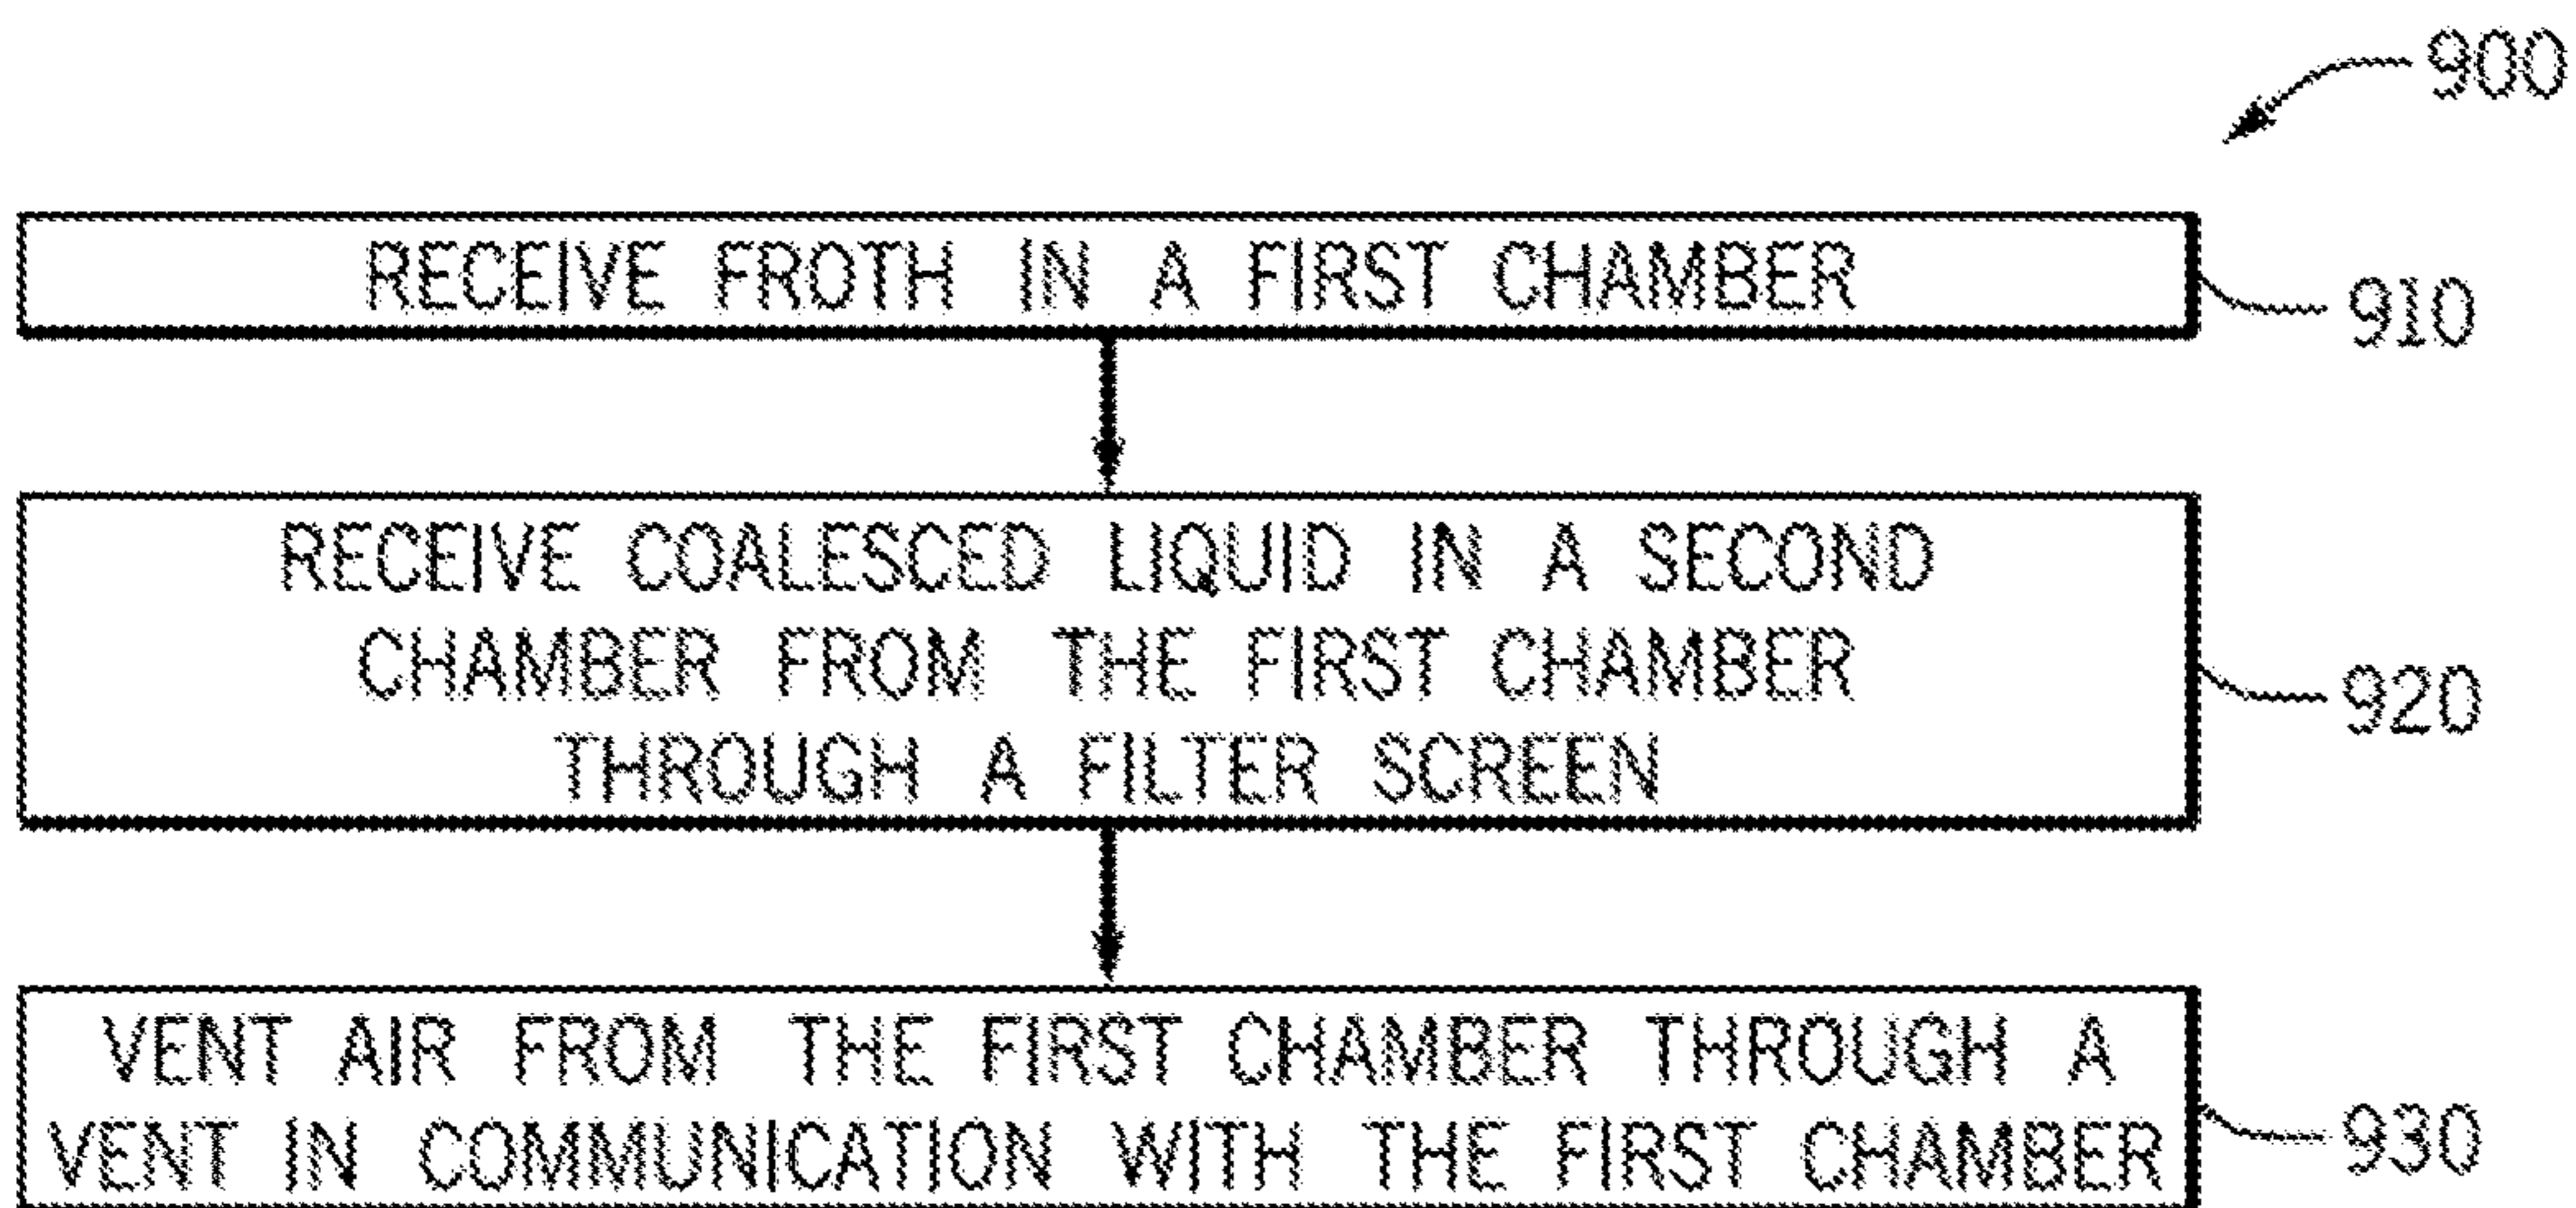 900
RECEIVE FROTH IN A FIRST CHAMBER
910
RECEIVE COALESCED LIQUID IN A SECOND
CHAMBER FROM THE FIRST CHAMBER
920
THROUGH A FILTER SCREEN
VENT AIR FROM THE FIRST CHAMBER THROUGH A
VENT IN COMMUNICATION WITH THE FIRST CHAMBER
930